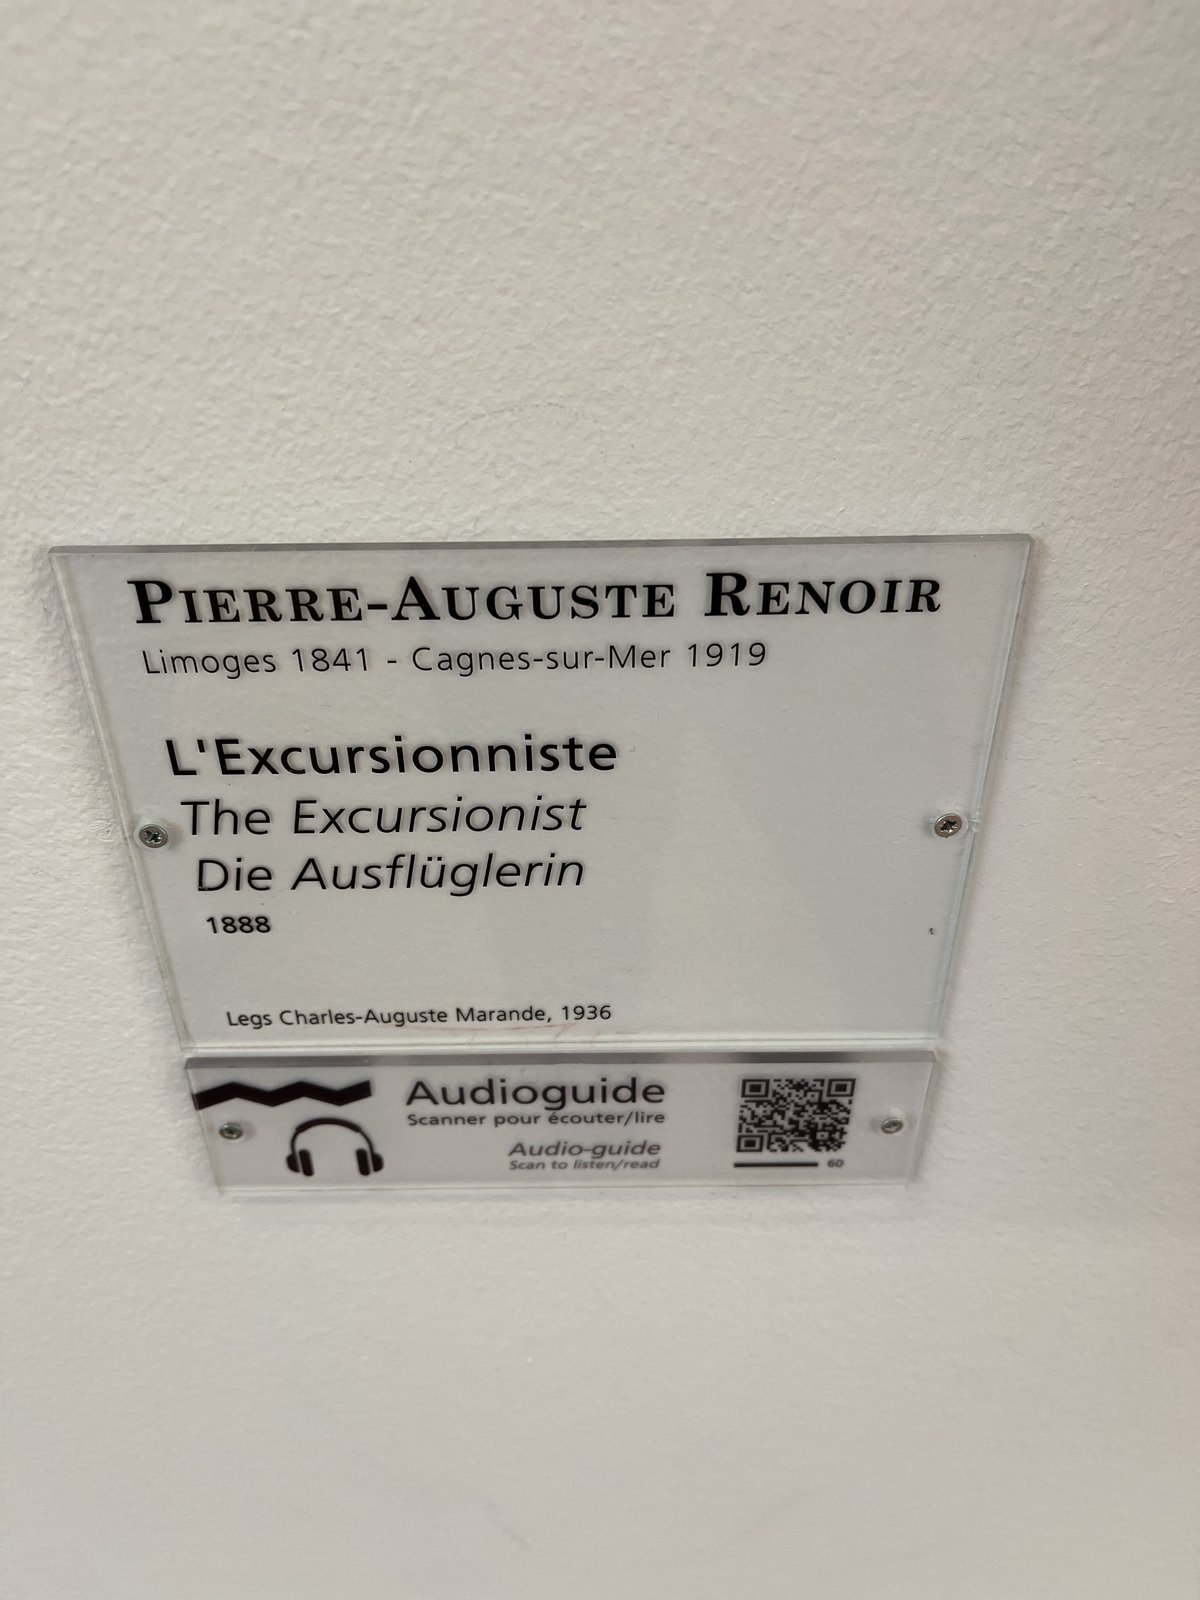 PIERRE-AUGUSTE RENOIR
Limoges 1841 - Cagnes-sur-Mer 1919
L'Excursionniste
The Excursionist
Die Ausflüglerin
1888
Legs Charles-Auguste Marande, 1936
Audioguide
Scanner pour écouter/lire
Audio-guide
Scan to listen/read
60